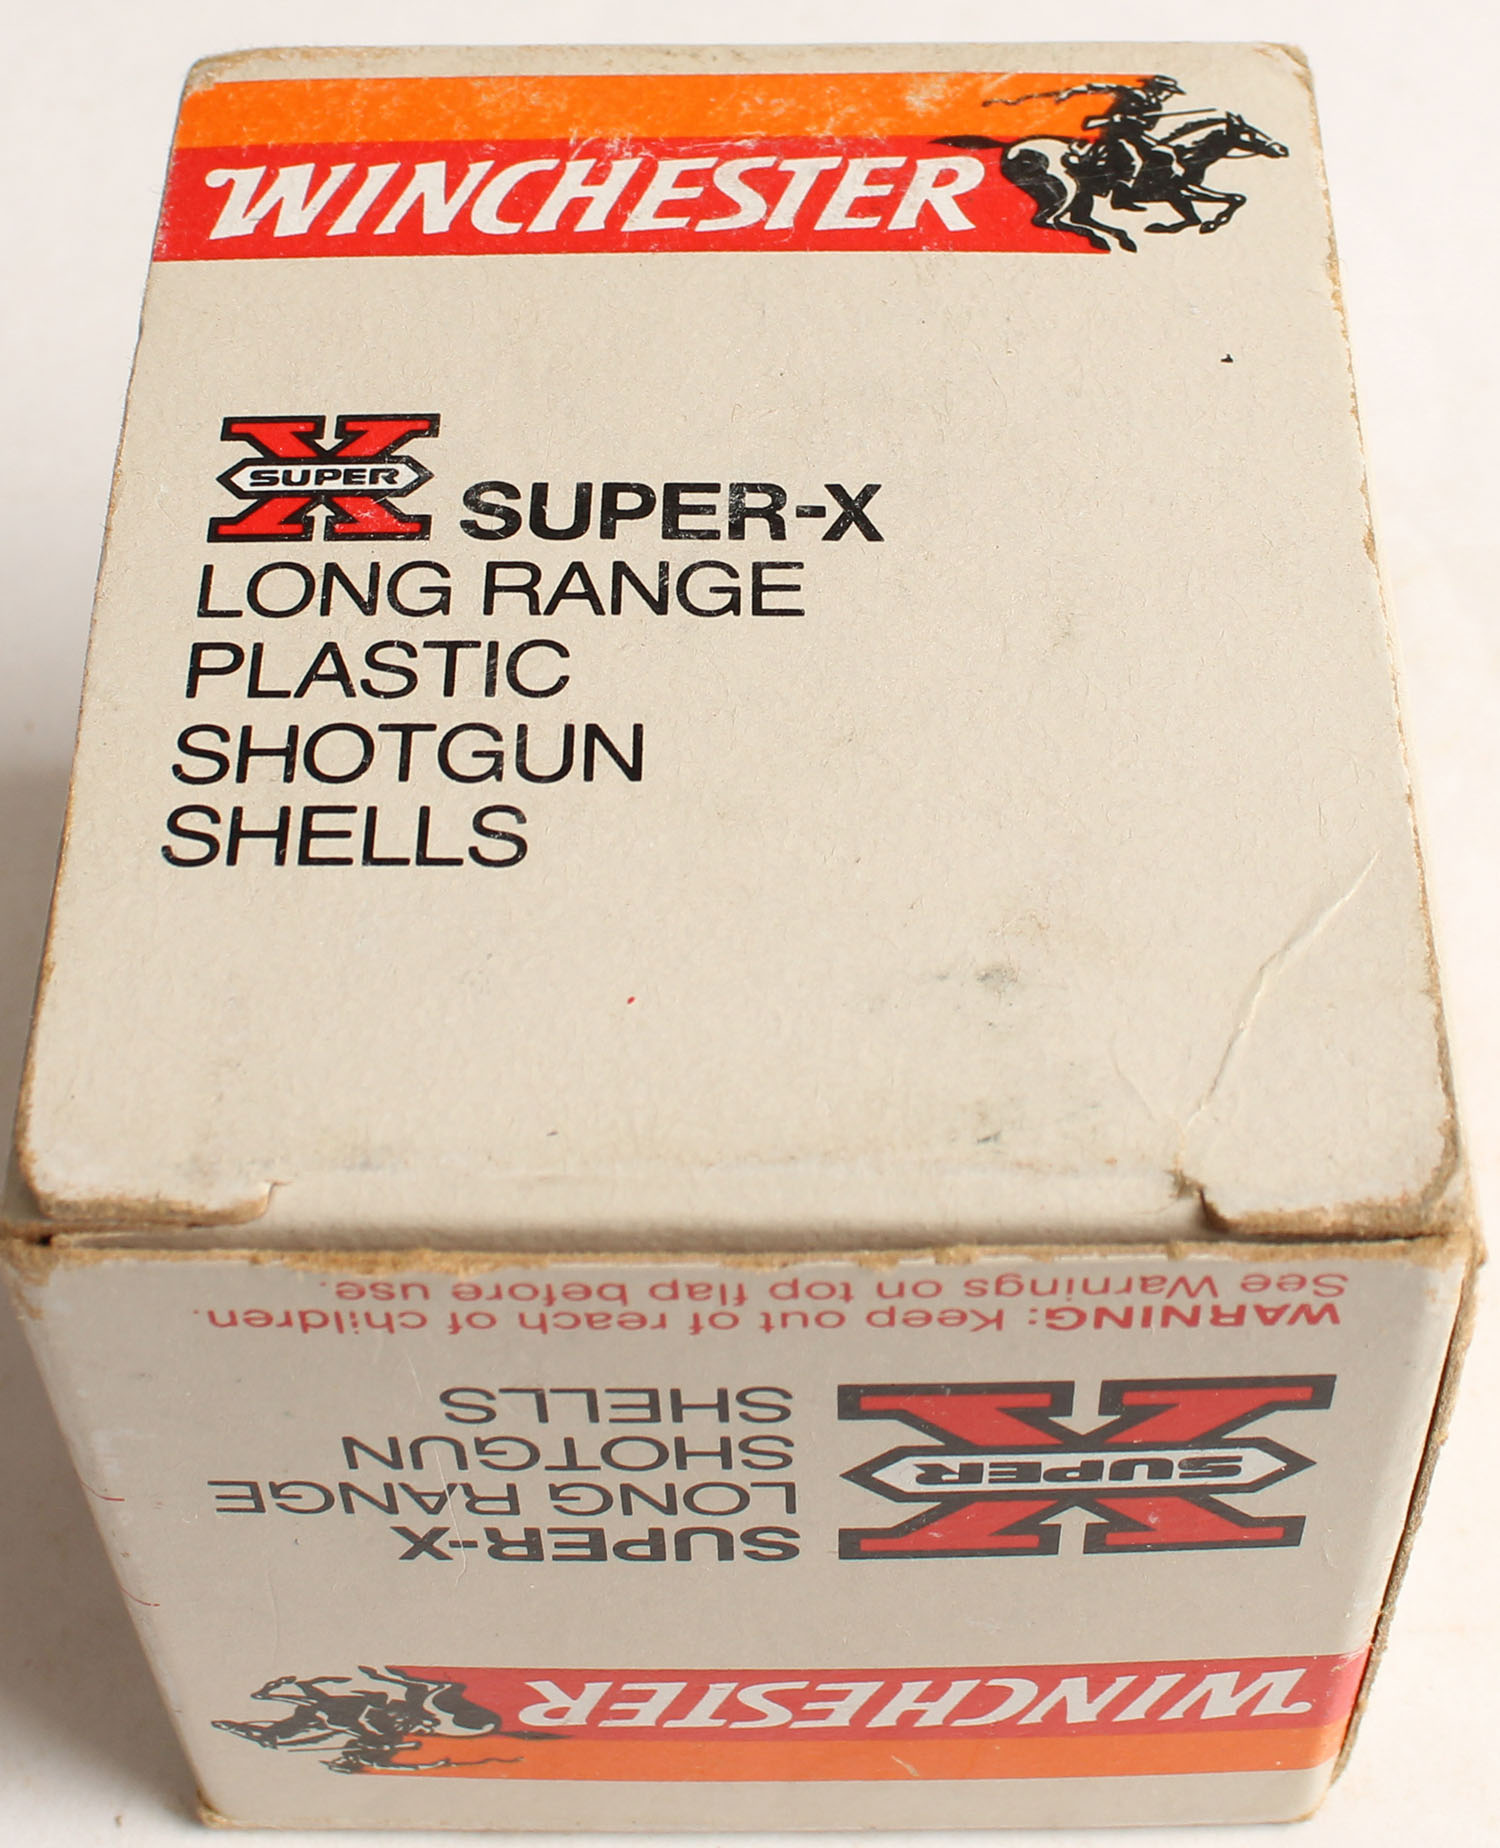 WINCHESTER
SUPER
SUPER-X
LONG RANGE
PLASTIC
SHOTGUN
SHELLS
WINCHESTER
SUPER
SUPER-X
LONG RANGE
SHOTGUN
SHELLS
WARNING: Keep out of reach of children.
See Warnings on top flap before use.